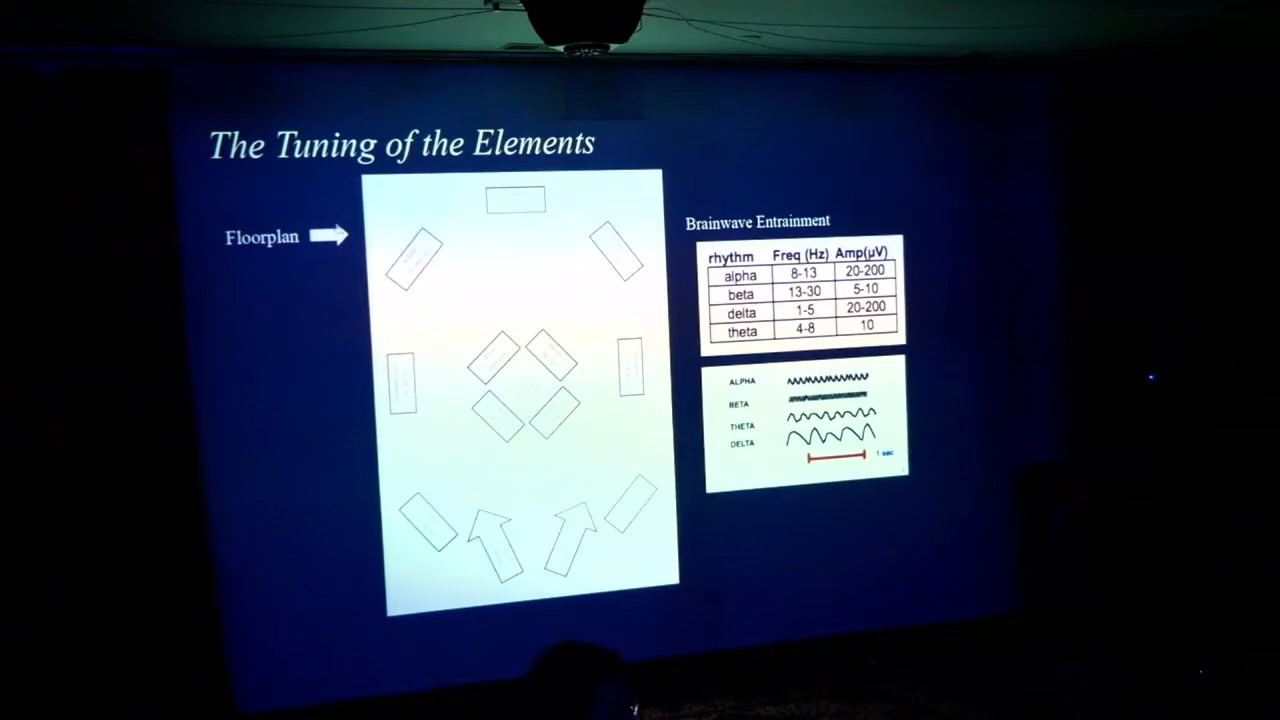 The Tuning of the Elements
Floorplan
Brainwave Entrainment
rhythm Freq (Hz) Amp(µV)
alpha 8-13 20-200
beta 13-30 5-10
delta 1-5 20-200
theta 4-8 10
ALPHA
BETA
THETA
DELTA
1 sec